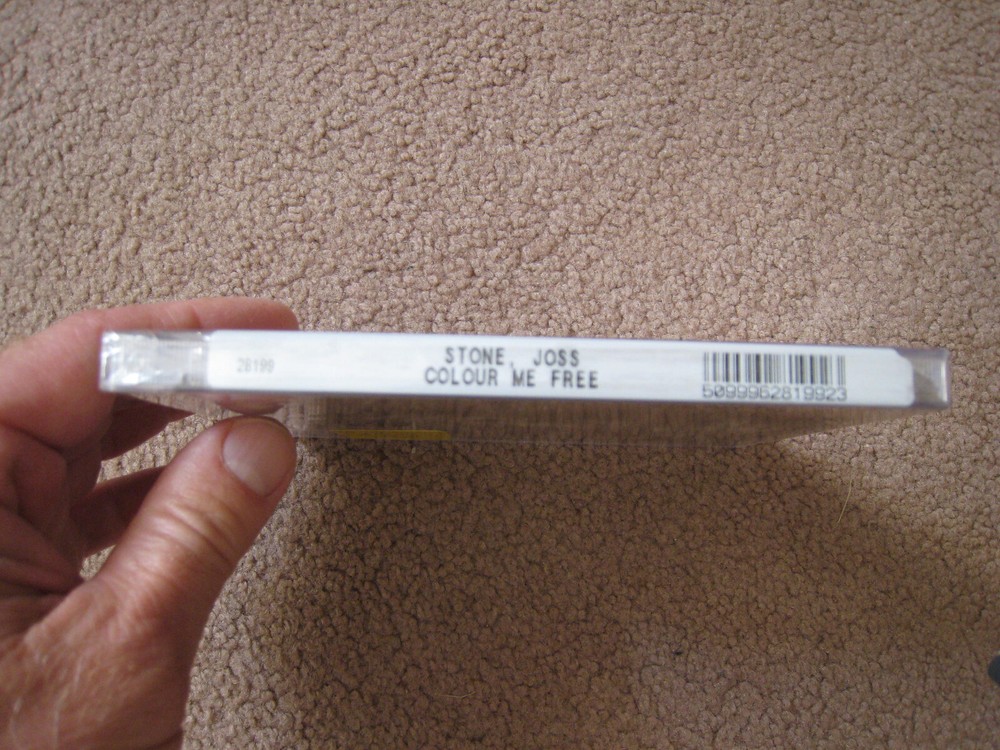 28199
STONE, JOSS
COLOUR ME FREE
5099962819923